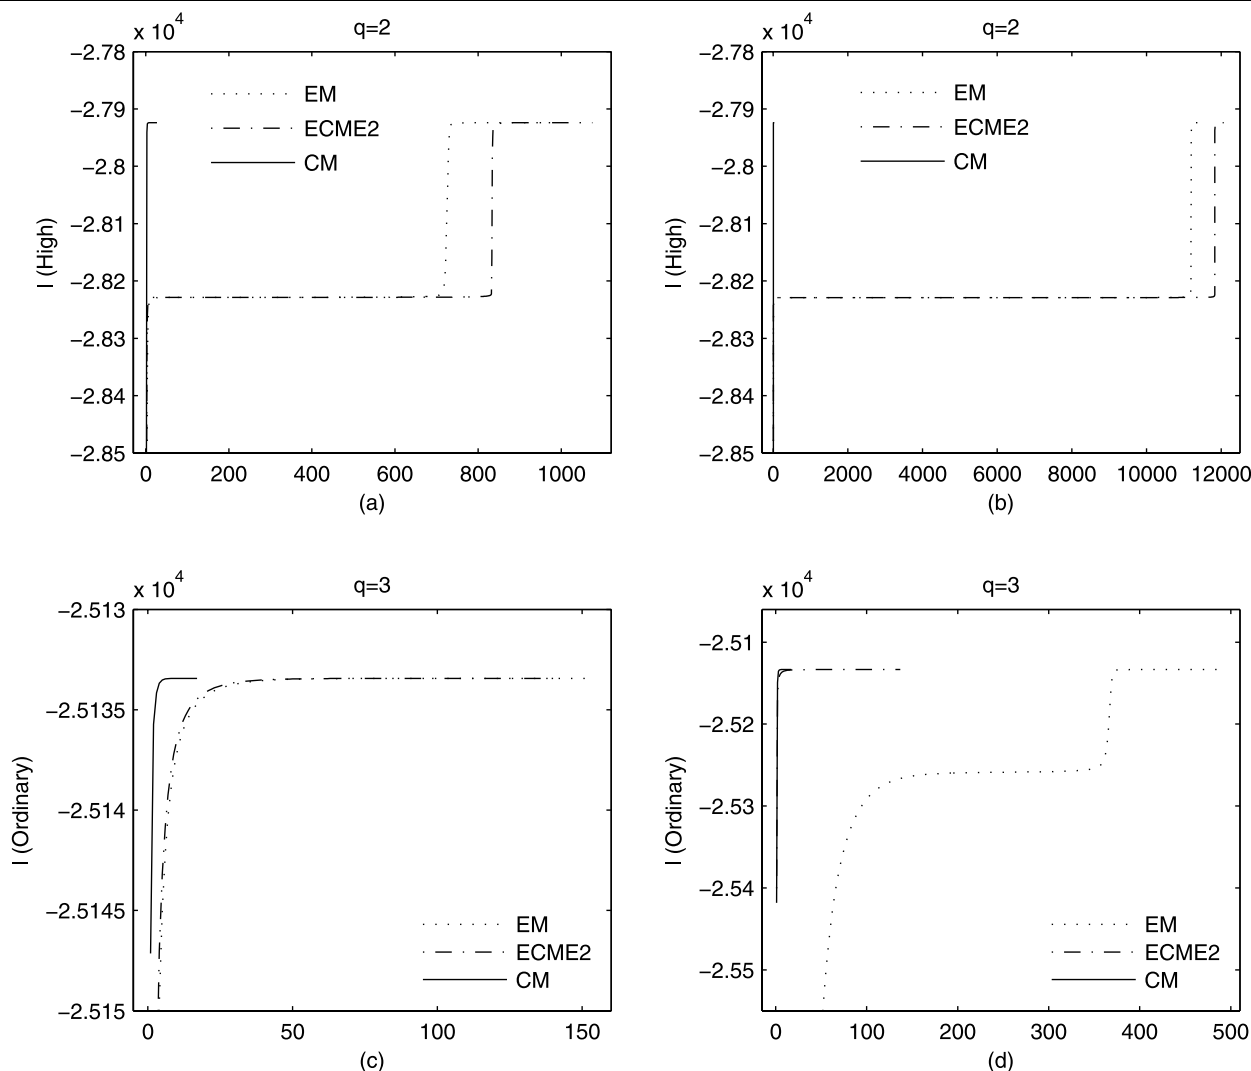 x 10^4
q=2
−2.78
−2.79
−2.8
−2.81
−2.82
−2.83
−2.84
−2.85
l (High)
EM
ECME2
CM
0 200 400 600 800 1000
(a)
x 10^4
q=2
−2.78
−2.79
−2.8
−2.81
−2.82
−2.83
−2.84
−2.85
l (High)
EM
ECME2
CM
0 2000 4000 6000 8000 10000 12000
(b)
x 10^4
q=3
−2.513
−2.5135
−2.514
−2.5145
−2.515
l (Ordinary)
EM
ECME2
CM
0 50 100 150
(c)
x 10^4
q=3
−2.51
−2.52
−2.53
−2.54
−2.55
l (Ordinary)
EM
ECME2
CM
0 100 200 300 400 500
(d)